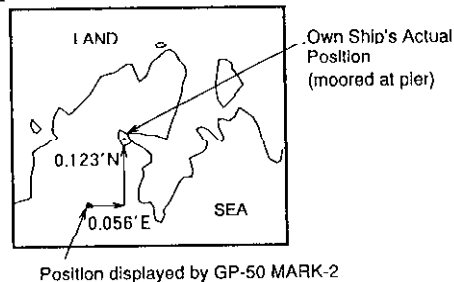 LAND
Own Ship's Actual
Position
(moored at pier)
0.123'N
0.056'E
SEA
Position displayed by GP-50 MARK-2